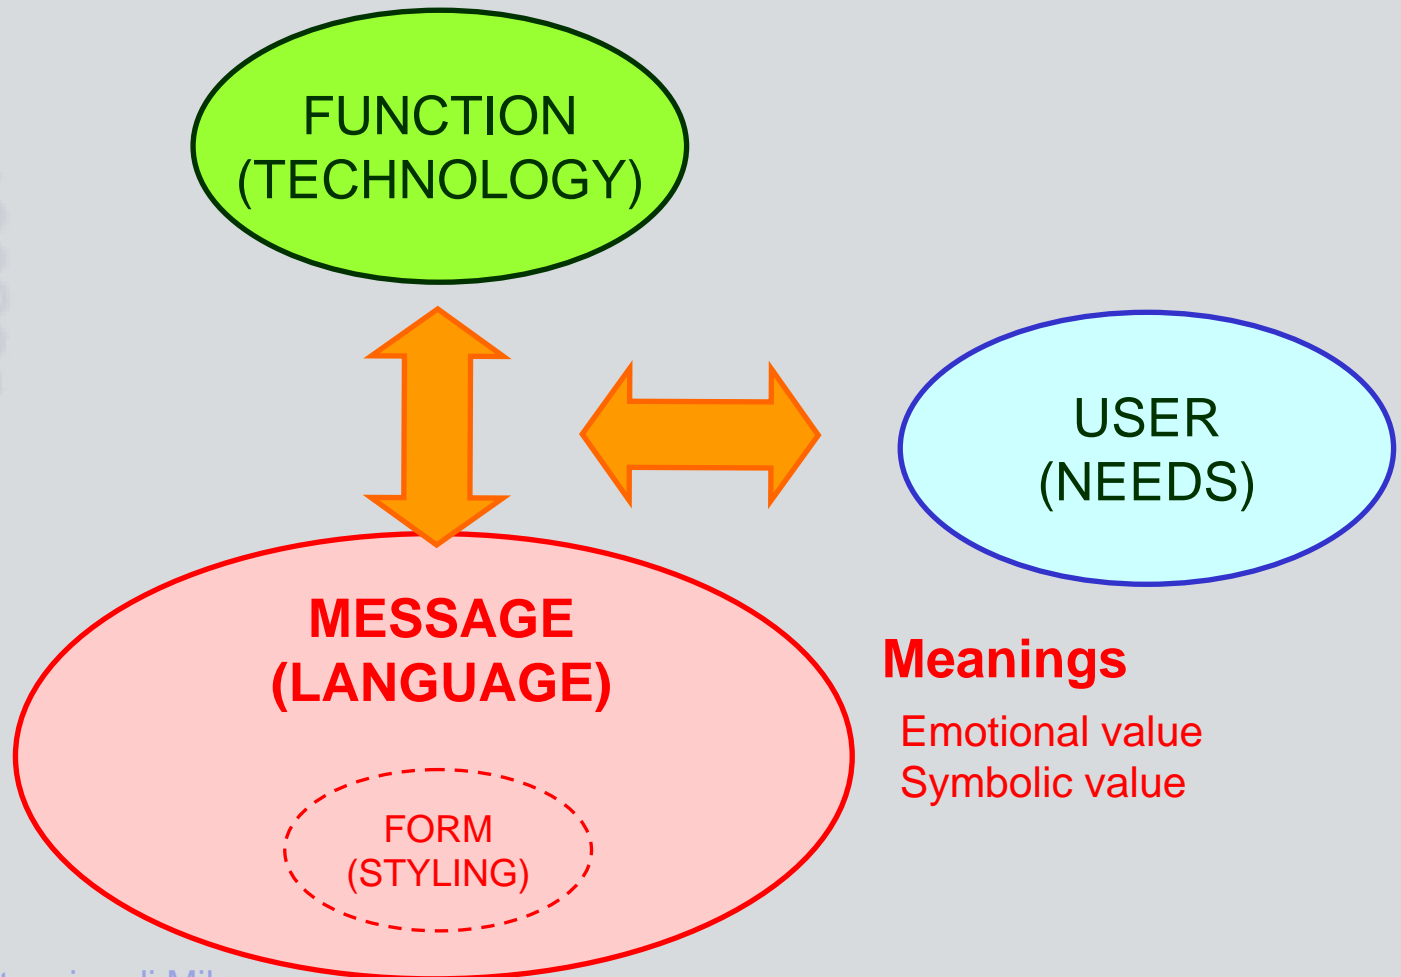 FUNCTION
(TECHNOLOGY)
USER
(NEEDS)
MESSAGE
(LANGUAGE)
Meanings
Emotional value
Symbolic value
FORM
(STYLING)